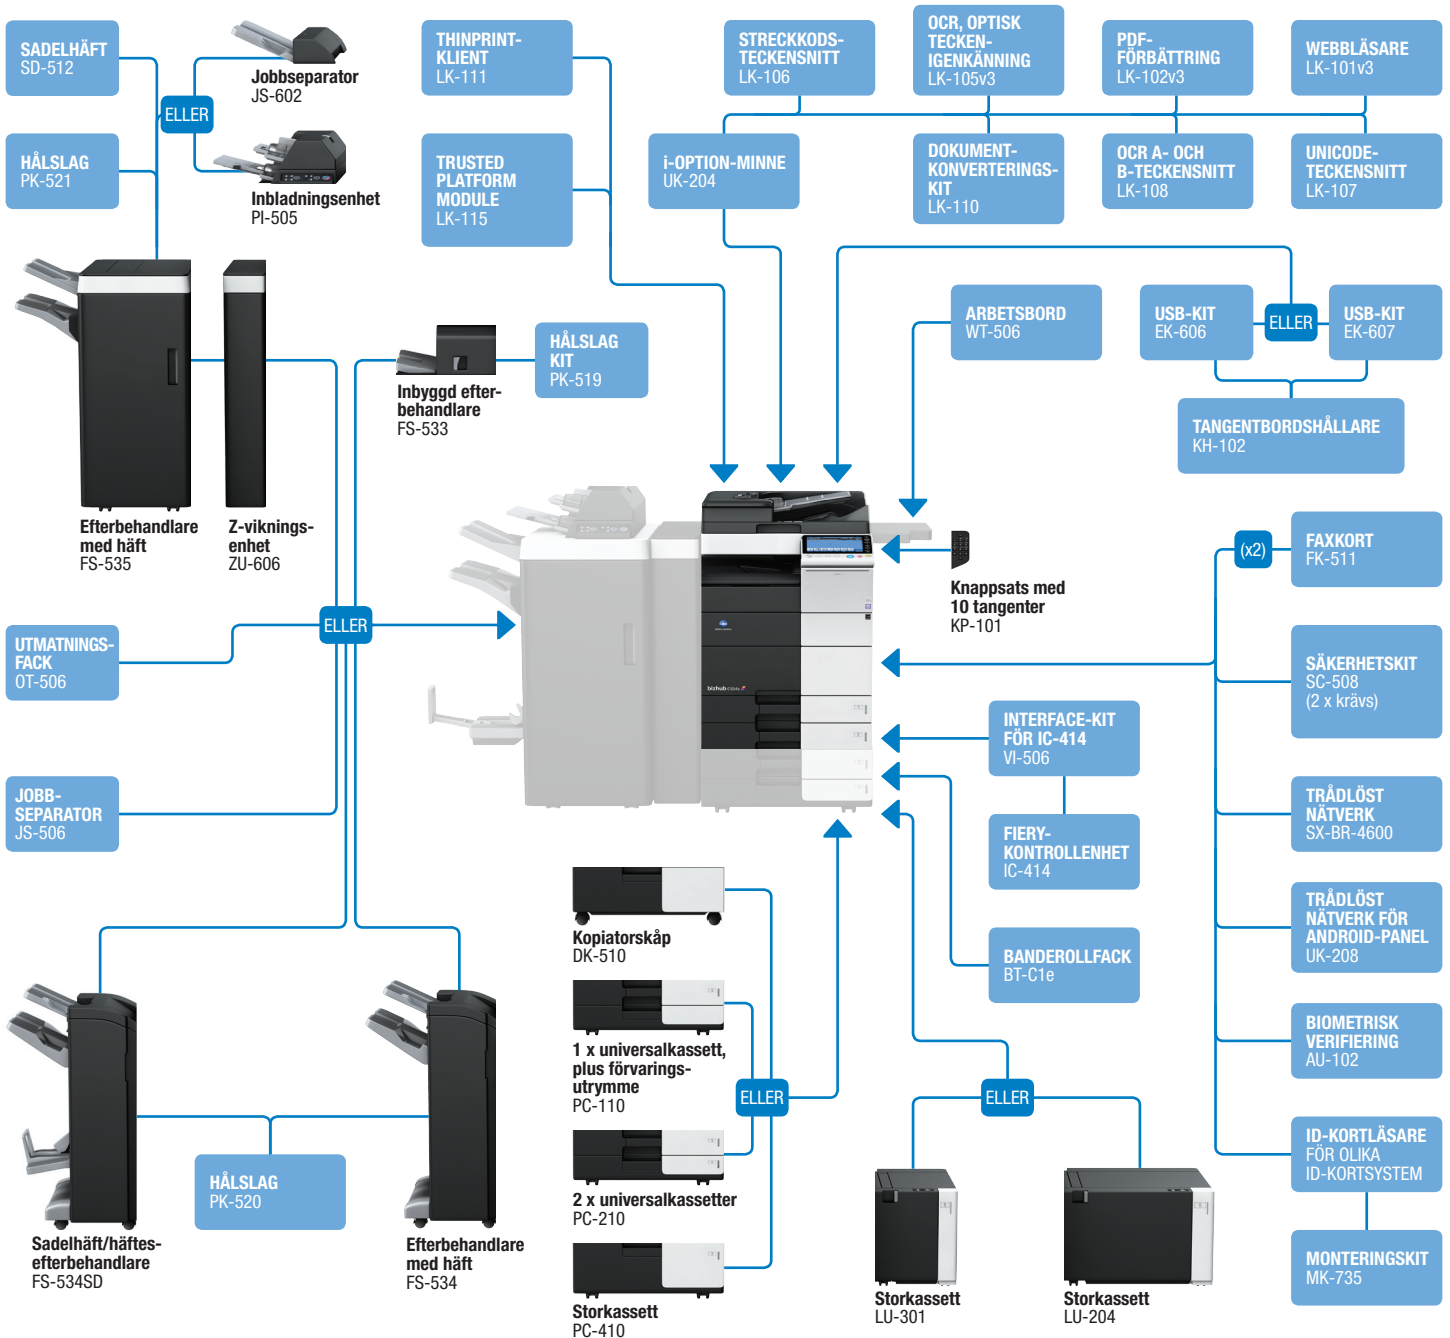 SADELHÄFT
SD-512
HÅLSLAG
PK-521
ELLER
Jobbseparator
JS-602
Inbladningsenhet
PI-505
THINPRINT-
KLIENT
LK-111
TRUSTED
PLATFORM
MODULE
LK-115
STRECKKODS-
TECKENSNITT
LK-106
OCR, OPTISK
TECKEN-
IGENKÄNNING
LK-105v3
PDF-
FÖRBÄTTRING
LK-102v3
WEBBLÄSARE
LK-101v3
i-OPTION-MINNE
UK-204
DOKUMENT-
KONVERTERINGS-
KIT
LK-110
OCR A- OCH
B-TECKENSNITT
LK-108
UNICODE-
TECKENSNITT
LK-107
ARBETSBORD
WT-506
USB-KIT
EK-606
ELLER
USB-KIT
EK-607
TANGENTBORDSHÅLLARE
KH-102
HÅLSLAG
KIT
PK-519
Inbyggd efter-
behandlare
FS-533
Efterbehandlare
med häft
FS-535
Z-viknings-
enhet
ZU-606
ELLER
UTMATNINGS-
FACK
OT-506
JOBB-
SEPARATOR
JS-506
bizhub C554e
Knappsats med
10 tangenter
KP-101
(x2)
FAXKORT
FK-511
SÄKERHETSKIT
SC-508
(2 x krävs)
INTERFACE-KIT
FÖR IC-414
VI-506
FIERY-
KONTROLLENHET
IC-414
TRÅDLÖST
NÄTVERK
SX-BR-4600
TRÅDLÖST
NÄTVERK FÖR
ANDROID-PANEL
UK-208
BANDEROLLFACK
BT-C1e
BIOMETRISK
VERIFIERING
AU-102
ID-KORTLÄSARE
FÖR OLIKA
ID-KORTSYSTEM
MONTERINGSKIT
MK-735
Kopiatorskåp
DK-510
1 x universalkassett,
plus förvarings-
utrymme
PC-110
ELLER
2 x universalkassetter
PC-210
Storkassett
PC-410
ELLER
Storkassett
LU-301
Storkassett
LU-204
HÅLSLAG
PK-520
Sadelhäft/häftes-
efterbehandlare
FS-534SD
Efterbehandlare
med häft
FS-534